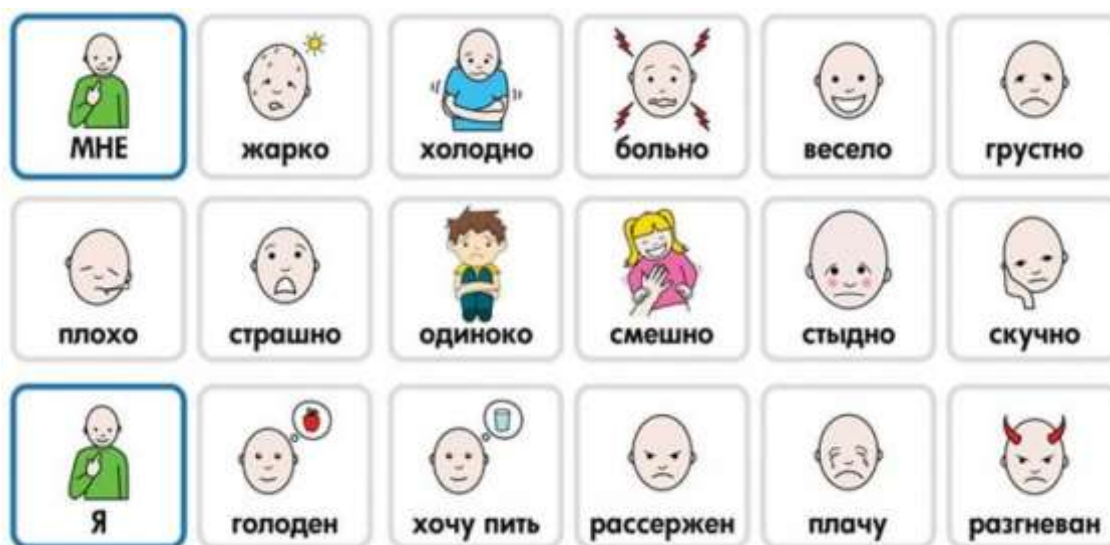 МНЕ жарко холодно больно весело грустно
плохо страшно одиноко смешно стыдно скучно
Я голоден хочу пить рассержен плачу разгневан